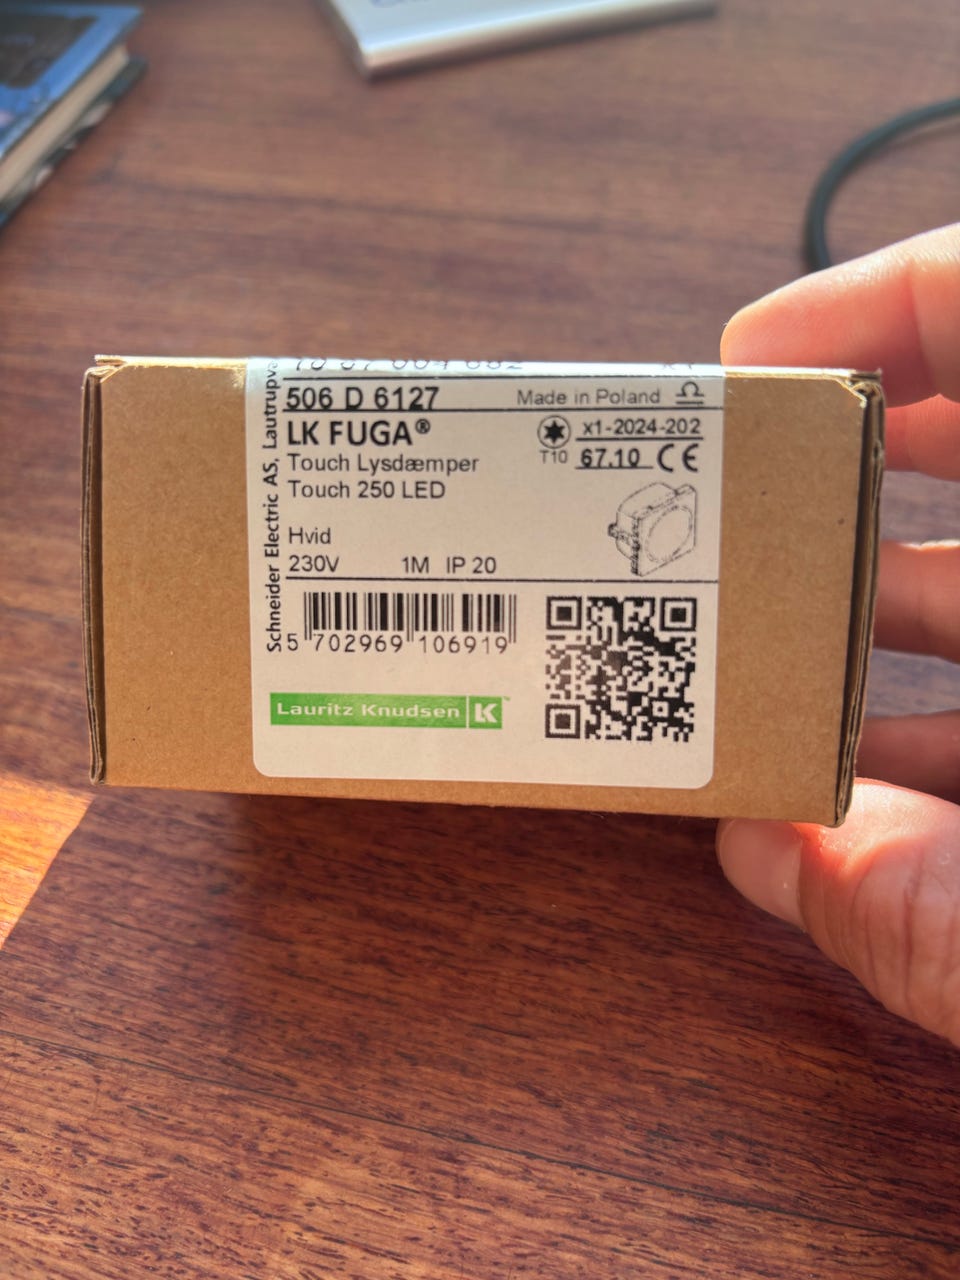 506 D 6127
Made in Poland
LK FUGA®
Touch Lysdæmper
Touch 250 LED
T10
x1-2024-202
67.10 CE
Hvid
230V 1M IP 20
Schneider Electric AS,
5 702969 106919
Lauritz Knudsen LK